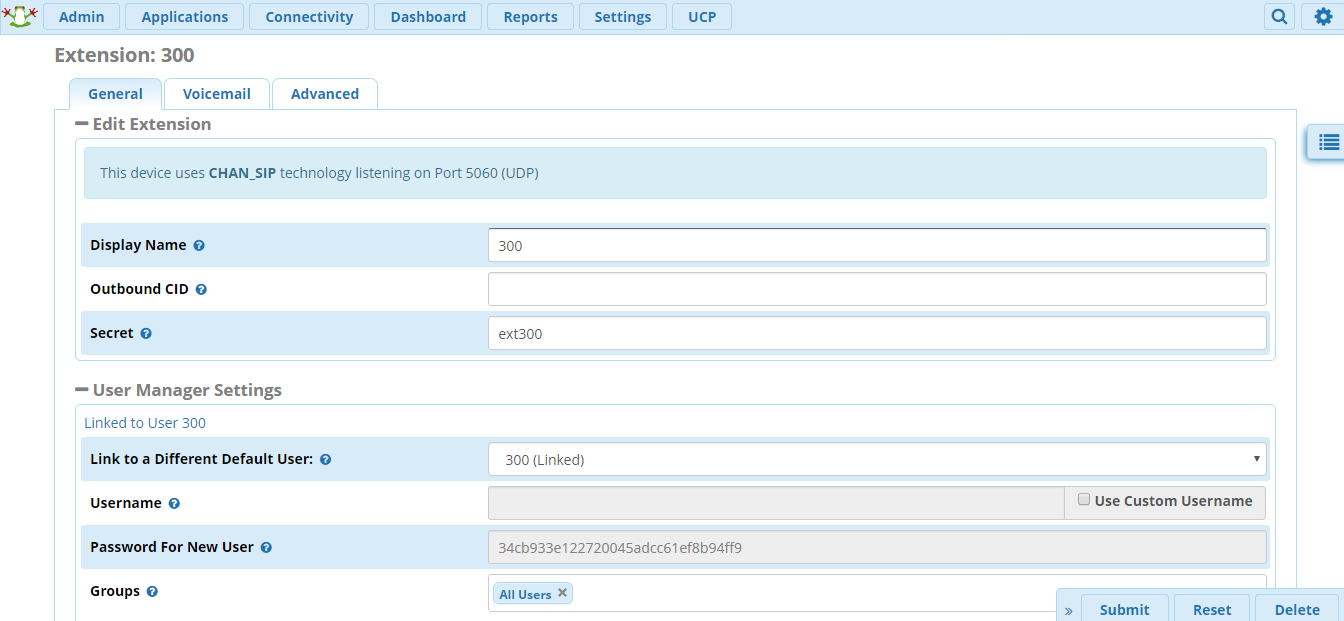 Admin Applications Connectivity Dashboard Reports Settings UCP
Extension: 300
General Voicemail Advanced
Edit Extension
This device uses CHAN_SIP technology listening on Port 5060 (UDP)
Display Name 300
Outbound CID
Secret ext300
User Manager Settings
Linked to User 300
Link to a Different Default User: 300 (Linked)
Username Use Custom Username
Password For New User 34cb933e122720045adcc61ef8b94ff9
Groups All Users
» Submit Reset Delete